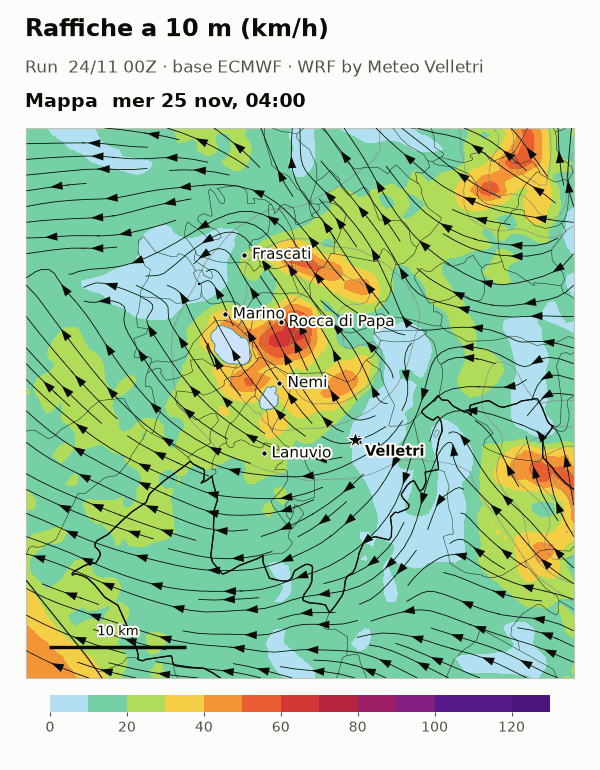 Raffiche a 10 m (km/h)
Run 24/11 00Z · base ECMWF · WRF by Meteo Velletri
Mappa mer 25 nov, 04:00
Frascati
Marino
Rocca di Papa
Nemi
Velletri
Lanuvio
10 km
0 20 40 60 80 100 120